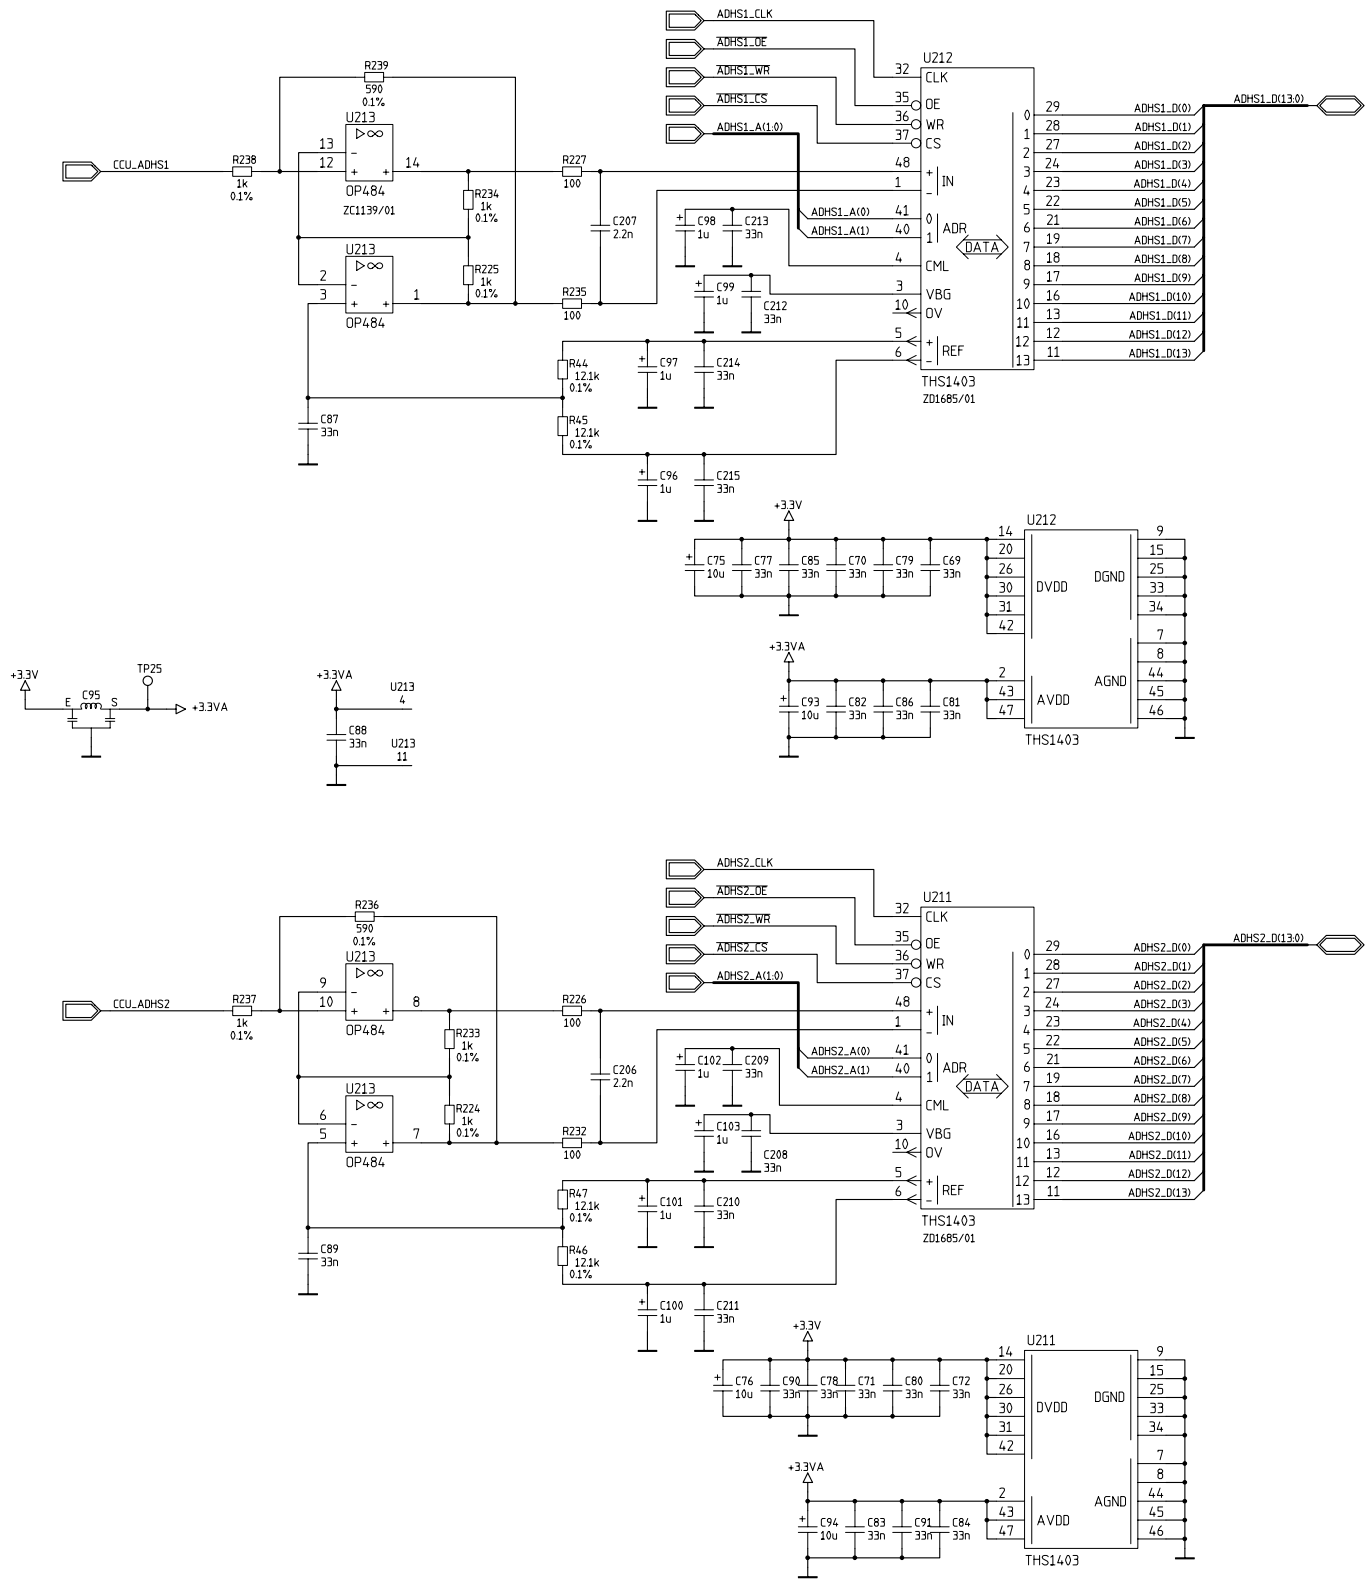 ADHS1_CLK
ADHS1_OE
ADHS1_WR
ADHS1_CS
ADHS1_A(1:0)
U212
32 CLK
35 OE
36 WR
37 CS
48 + IN
1 -
41 0 ADR
40 1
DATA
4 CML
3 VBG
10 OV
5 + REF
6 -
THS1403
ZD1685/01
0 29 ADHS1_D(0)
1 28 ADHS1_D(1)
2 27 ADHS1_D(2)
3 24 ADHS1_D(3)
4 23 ADHS1_D(4)
5 22 ADHS1_D(5)
6 21 ADHS1_D(6)
7 19 ADHS1_D(7)
8 18 ADHS1_D(8)
9 17 ADHS1_D(9)
10 16 ADHS1_D(10)
11 13 ADHS1_D(11)
12 12 ADHS1_D(12)
13 11 ADHS1_D(13)
ADHS1_D(13:0)
R239
590
0.1%
U213
13 -
12 + + 14
OP484
ZC1139/01
CCU_ADHS1
R238
1k
0.1%
R234
1k
0.1%
U213
2 -
3 + + 1
OP484
R225
1k
0.1%
R227
100
C207
2.2n
R235
100
ADHS1_A(0)
ADHS1_A(1)
+ C98
1u
C213
33n
+ C99
1u
C212
33n
R44
12.1k
0.1%
+ C97
1u
C214
33n
C87
33n
R45
12.1k
0.1%
+ C96
1u
C215
33n
+3.3V
+ C75
10u
C77
33n
C85
33n
C70
33n
C79
33n
C69
33n
U212
14
20
26
30
31
42
DVDD
DGND
9
15
25
33
34
+3.3VA
+ C93
10u
C82
33n
C86
33n
C81
33n
2
43
47
AVDD
AGND
7
8
44
45
46
THS1403
+3.3V
E C95 S
TP25
+3.3VA
+3.3VA
C88
33n
U213
4
U213
11
ADHS2_CLK
ADHS2_OE
ADHS2_WR
ADHS2_CS
ADHS2_A(1:0)
U211
32 CLK
35 OE
36 WR
37 CS
48 + IN
1 -
41 0 ADR
40 1
DATA
4 CML
3 VBG
10 OV
5 + REF
6 -
THS1403
ZD1685/01
0 29 ADHS2_D(0)
1 28 ADHS2_D(1)
2 27 ADHS2_D(2)
3 24 ADHS2_D(3)
4 23 ADHS2_D(4)
5 22 ADHS2_D(5)
6 21 ADHS2_D(6)
7 19 ADHS2_D(7)
8 18 ADHS2_D(8)
9 17 ADHS2_D(9)
10 16 ADHS2_D(10)
11 13 ADHS2_D(11)
12 12 ADHS2_D(12)
13 11 ADHS2_D(13)
ADHS2_D(13:0)
R236
590
0.1%
U213
9 -
10 + + 8
OP484
CCU_ADHS2
R237
1k
0.1%
R233
1k
0.1%
U213
6 -
5 + + 7
OP484
R224
1k
0.1%
R226
100
C206
2.2n
R232
100
ADHS2_A(0)
ADHS2_A(1)
+ C102
1u
C209
33n
+ C103
1u
C208
33n
R47
12.1k
0.1%
+ C101
1u
C210
33n
C89
33n
R46
12.1k
0.1%
+ C100
1u
C211
33n
+3.3V
+ C76
10u
C90
33n
C78
33n
C71
33n
C80
33n
C72
33n
U211
14
20
26
30
31
42
DVDD
DGND
9
15
25
33
34
+3.3VA
+ C94
10u
C83
33n
C91
33n
C84
33n
2
43
47
AVDD
AGND
7
8
44
45
46
THS1403